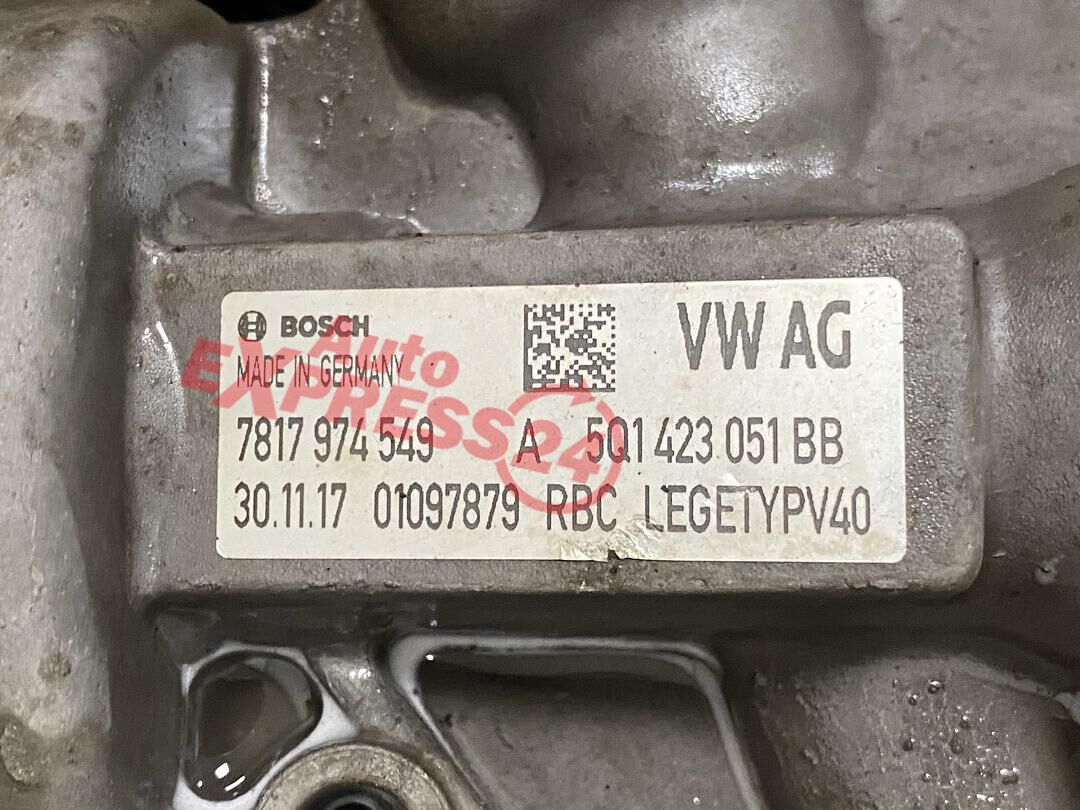 BOSCH
VW AG
MADE IN GERMANY
7817 974 549 A 5Q1 423 051 BB
30.11.17 01097879 RBC LEGETYPV40
Auto
EXPRESS24